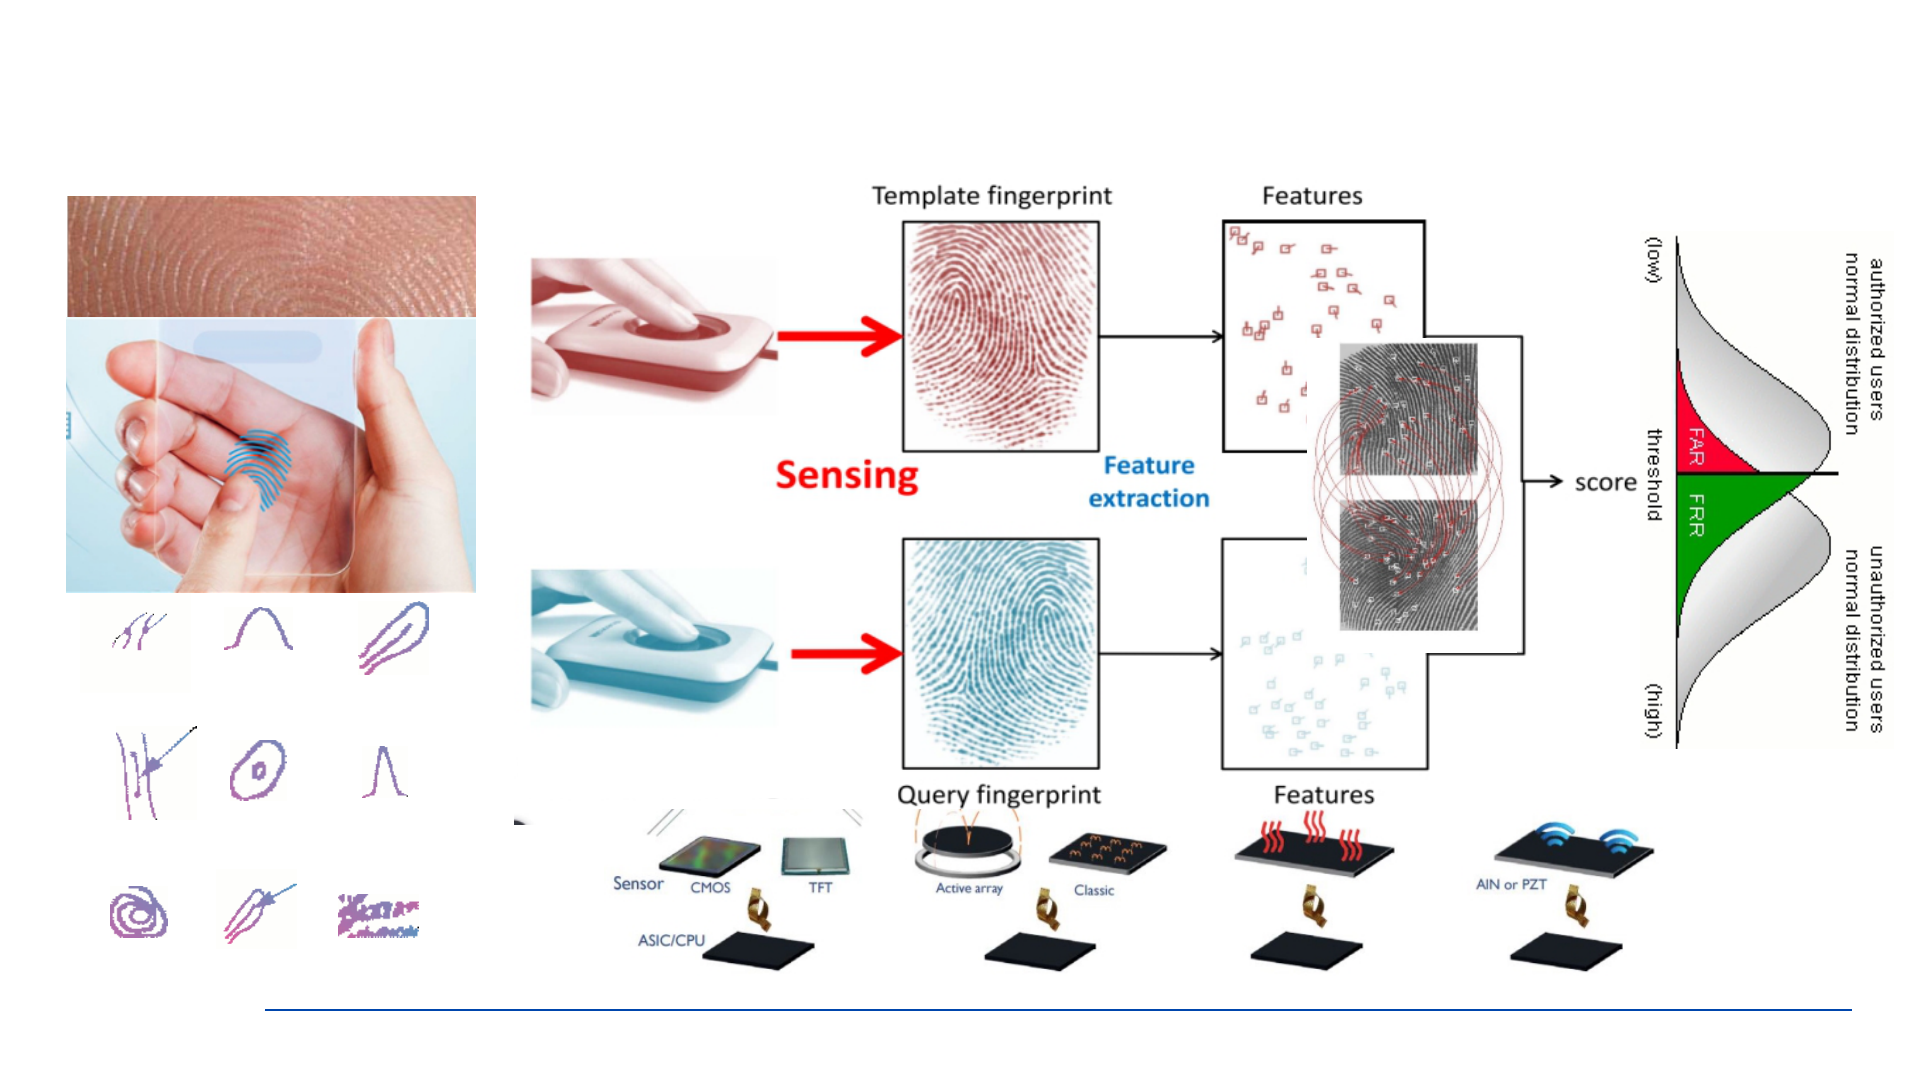 Template fingerprint
Features
Sensing
Feature
extraction
score
(low)
threshold
(high)
FAR
FRR
authorized users
normal distribution
unauthorized users
normal distribution
Query fingerprint
Features
Sensor
CMOS
TFT
Active array
Classic
AIN or PZT
ASIC/CPU